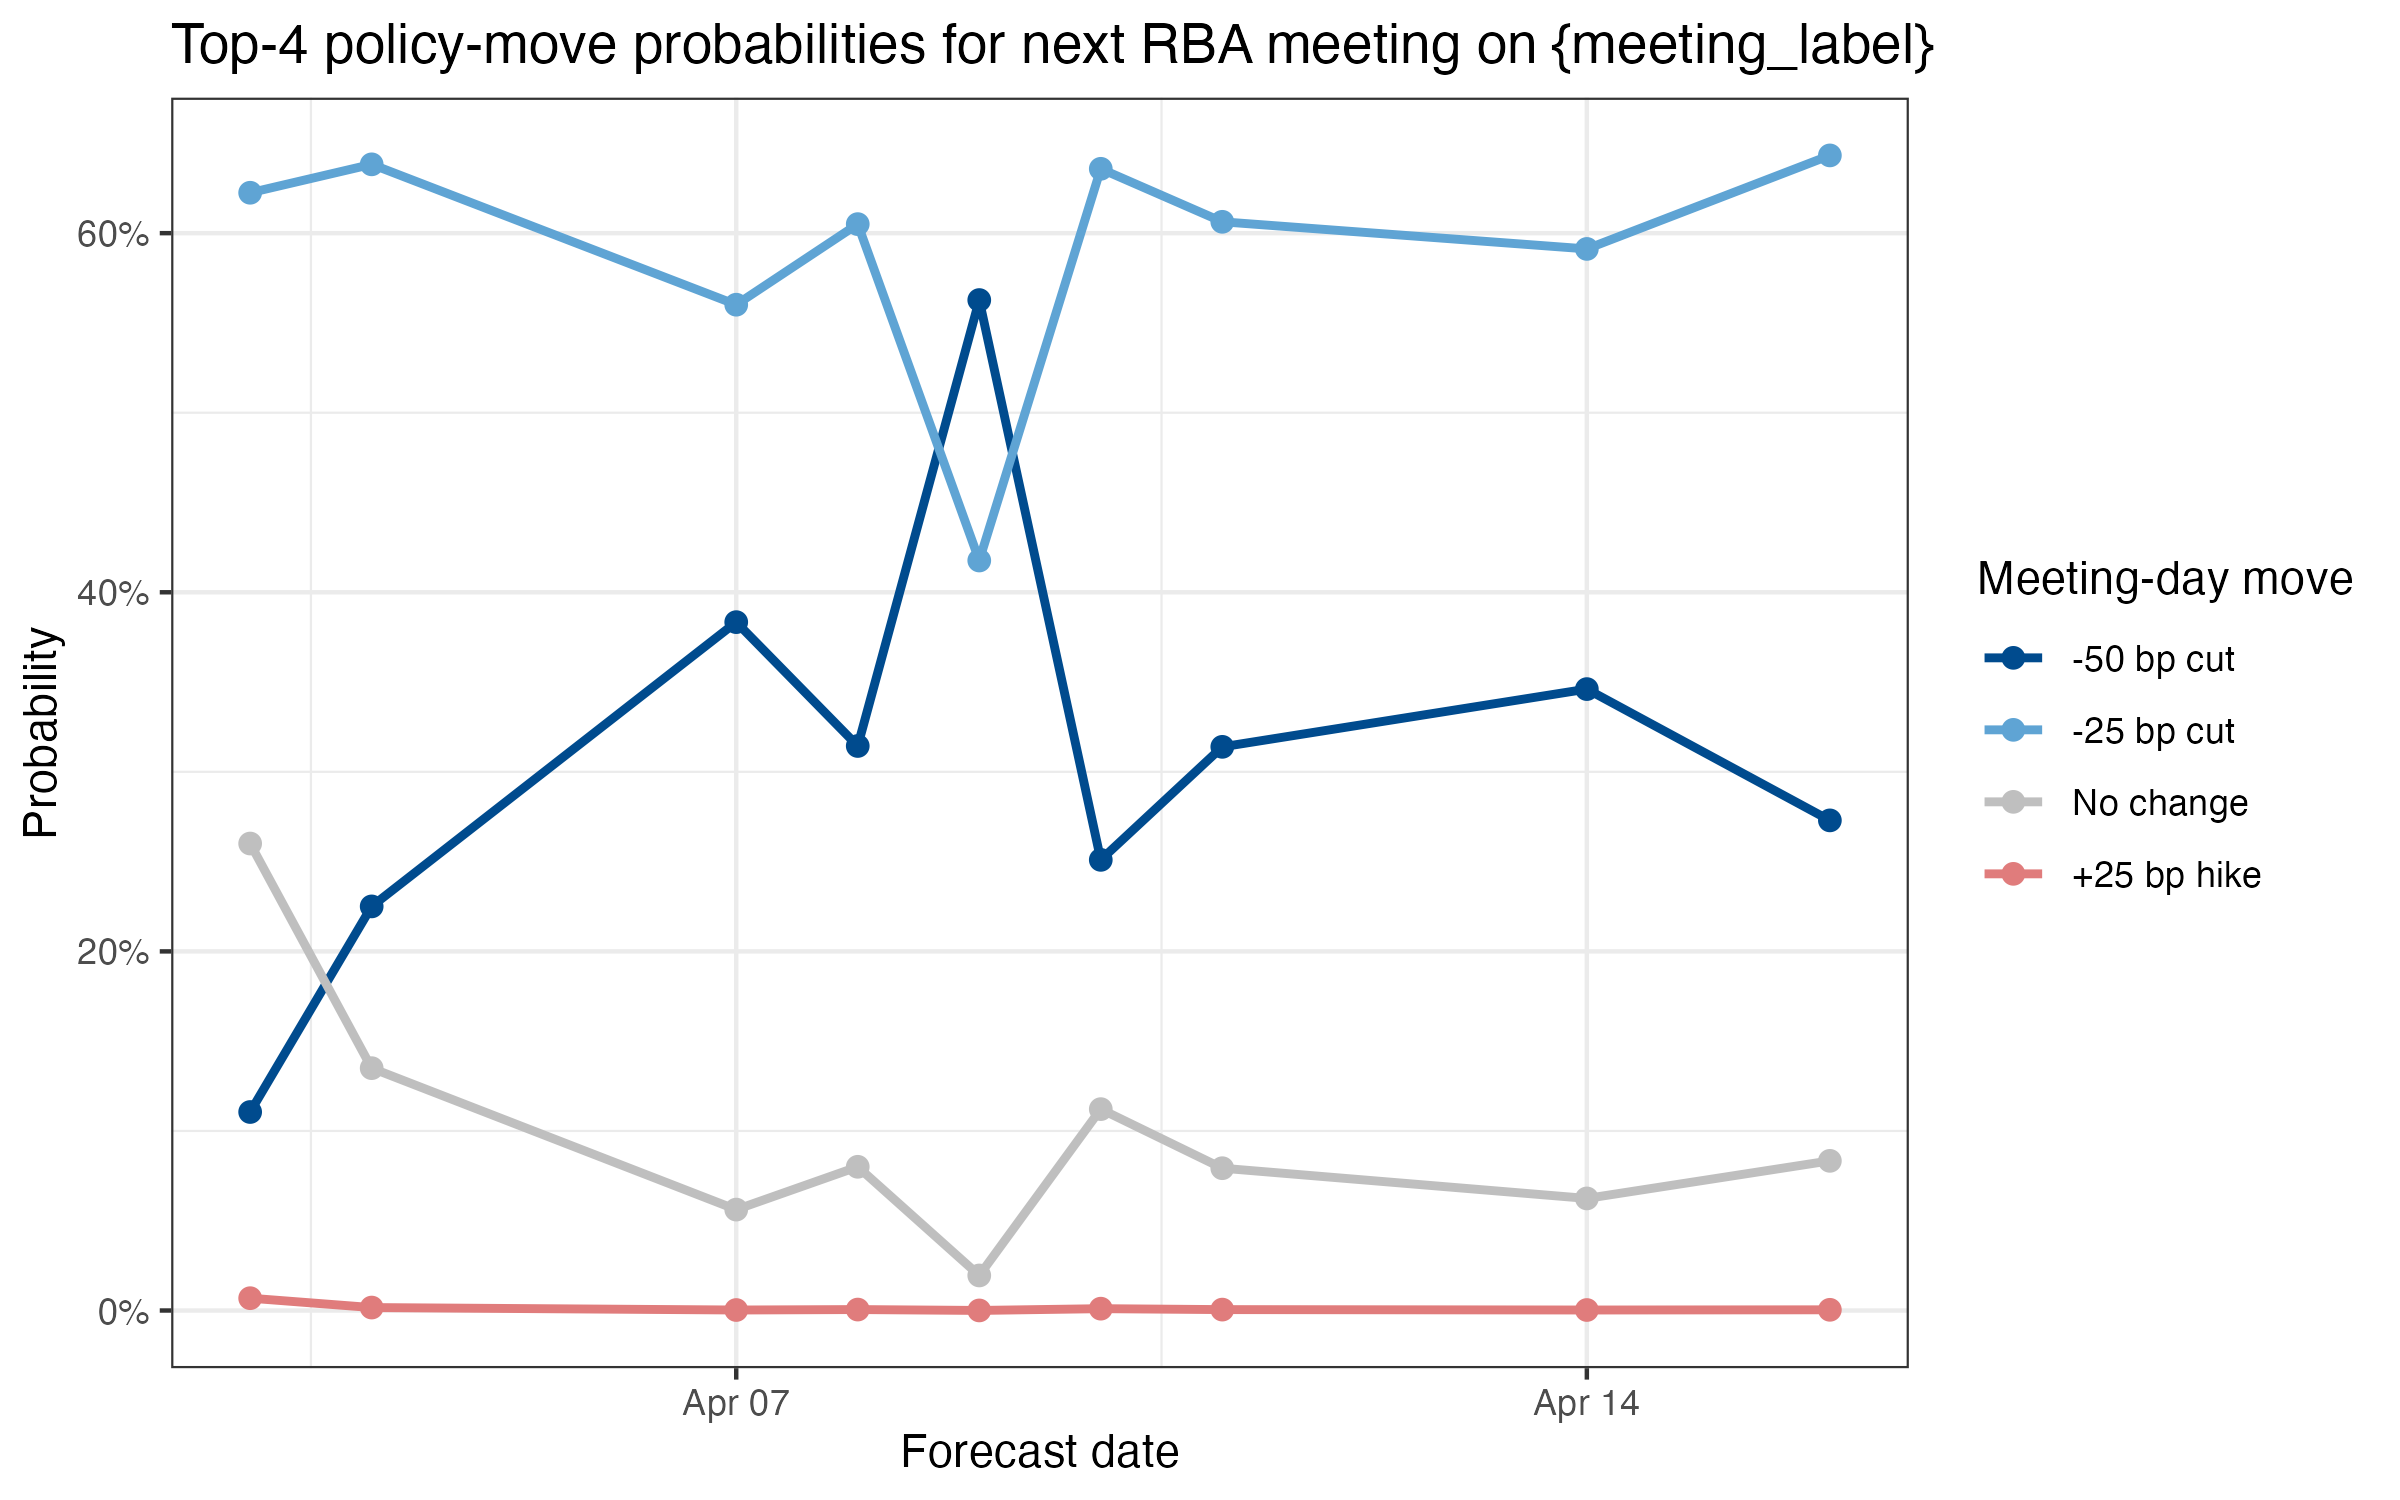 Top-4 policy-move probabilities for next RBA meeting on {meeting_label}
60%
40%
20%
0%
Probability
Apr 07
Apr 14
Forecast date
Meeting-day move
-50 bp cut
-25 bp cut
No change
+25 bp hike